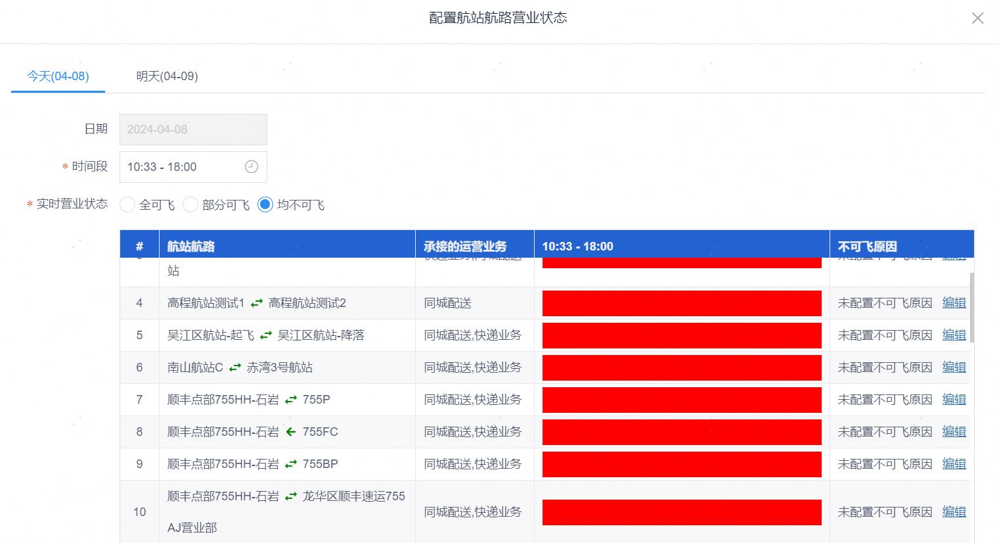 配置航站航路营业状态
今天(04-08) 明天(04-09)
日期 2024-04-08
* 时间段 10:33 - 18:00
* 实时营业状态 全可飞 部分可飞 均不可飞
# 航站航路 承接的运营业务 10:33 - 18:00 不可飞原因
站
4 高程航站测试1 高程航站测试2 同城配送 未配置不可飞原因 编辑
5 吴江区航站-起飞 吴江区航站-降落 同城配送,快递业务 未配置不可飞原因 编辑
6 南山航站C 赤湾3号航站 同城配送,快递业务 未配置不可飞原因 编辑
7 顺丰点部755HH-石岩 755P 同城配送,快递业务 未配置不可飞原因 编辑
8 顺丰点部755HH-石岩 755FC 同城配送,快递业务 未配置不可飞原因 编辑
9 顺丰点部755HH-石岩 755BP 同城配送,快递业务 未配置不可飞原因 编辑
顺丰点部755HH-石岩 龙华区顺丰速运755
10 同城配送,快递业务 未配置不可飞原因 编辑
AJ营业部